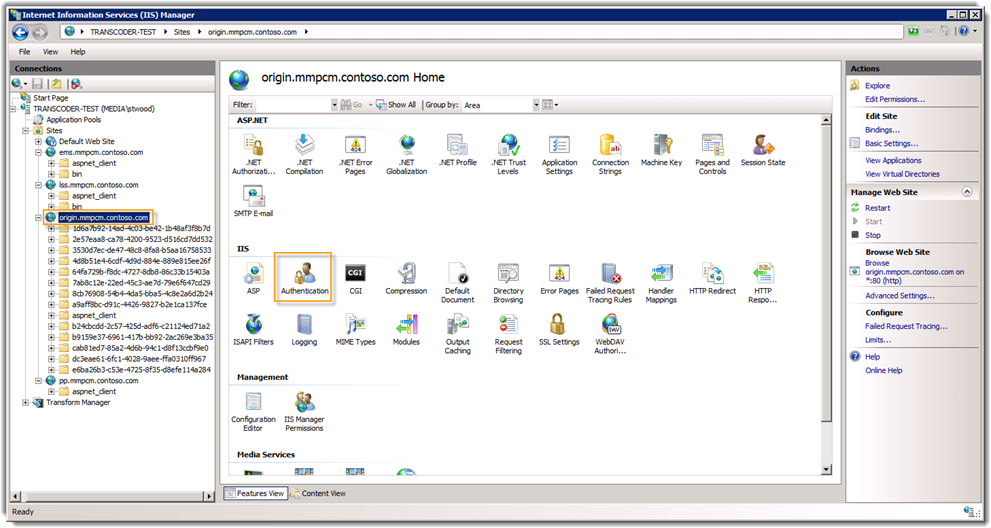 Internet Information Services (IIS) Manager
TRANSCODER-TEST
Sites
origin.mmpcm.contoso.com
File View Help
Connections
Start Page
TRANSCODER-TEST (MEDIA\stwood)
Application Pools
Sites
Default Web Site
ems.mmpcm.contoso.com
aspnet_client
bin
lss.mmpcm.contoso.com
aspnet_client
bin
origin.mmpcm.contoso.com
1d6a7b92-14ad-4c03-be42-1b48af3f8b7d
2e57eaa8-ca78-4200-9523-d516cd7dd532
3530d7ec-de47-48c8-8fa8-b5aa16758533
4d8b51e4-6cdf-4d9d-884e-889e815ee26f
64fa729b-f8dc-4727-8db8-86c33b15403a
7ab8c12e-22ed-45c3-ae7d-79e6f647cd29
8cb76908-54b4-4da5-bba5-4c8e2a6d2b24
a9aff8bc-d91c-4426-9827-b2e1ca137fce
aspnet_client
b24cbcdd-2c57-425d-adf6-c21124ed71a2
b9159e37-6961-417b-bb92-2ac269e3ba35
cab81ed7-85a2-4d6b-94c1-d8f13ccbf9e0
dc3eae61-6fc1-4028-9aee-ffa0310ff967
e6ba26b3-c53e-4725-8f35-d8efe114a284
pp.mmpcm.contoso.com
aspnet_client
Transform Manager
origin.mmpcm.contoso.com Home
Filter: Go Show All Group by: Area
ASP.NET
.NET Authorizati...
.NET Compilation
.NET Error Pages
.NET Globalization
.NET Profile
.NET Trust Levels
Application Settings
Connection Strings
Machine Key
Pages and Controls
Session State
SMTP E-mail
IIS
ASP
Authentication
CGI
Compression
Default Document
Directory Browsing
Error Pages
Failed Request Tracing Rules
Handler Mappings
HTTP Redirect
HTTP Respo...
ISAPI Filters
Logging
MIME Types
Modules
Output Caching
Request Filtering
SSL Settings
WebDAV Authori...
Management
Configuration Editor
IIS Manager Permissions
Media Services
Features View
Content View
Actions
Explore
Edit Permissions...
Edit Site
Bindings...
Basic Settings...
View Applications
View Virtual Directories
Manage Web Site
Restart
Start
Stop
Browse Web Site
Browse
origin.mmpcm.contoso.com on
*:80 (http)
Advanced Settings...
Configure
Failed Request Tracing...
Limits...
Help
Online Help
Ready